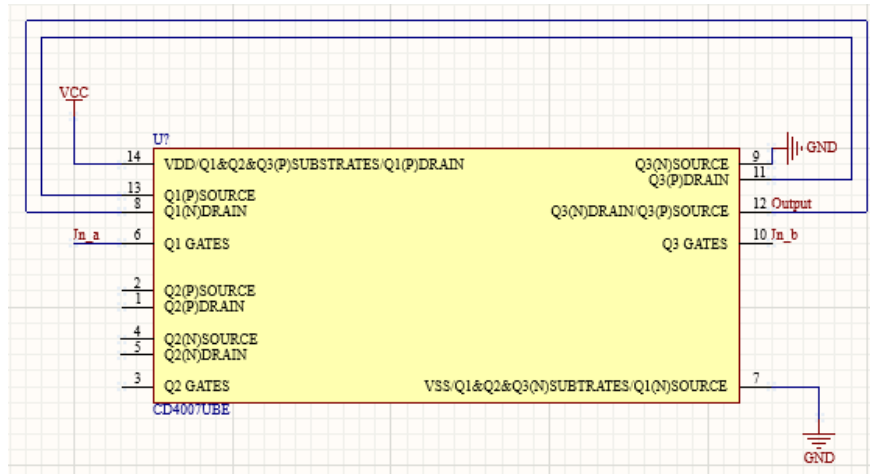 VCC
U?
14 VDD/Q1&Q2&Q3(P)SUBSTRATES/Q1(P)DRAIN
13 Q1(P)SOURCE
8 Q1(N)DRAIN
In_a 6 Q1 GATES
2 Q2(P)SOURCE
1 Q2(P)DRAIN
4 Q2(N)SOURCE
5 Q2(N)DRAIN
3 Q2 GATES
Q3(N)SOURCE 9 GND
Q3(P)DRAIN 11
Q3(N)DRAIN/Q3(P)SOURCE 12 Output
Q3 GATES 10 In_b
VSS/Q1&Q2&Q3(N)SUBTRATES/Q1(N)SOURCE 7
GND
CD4007UBE